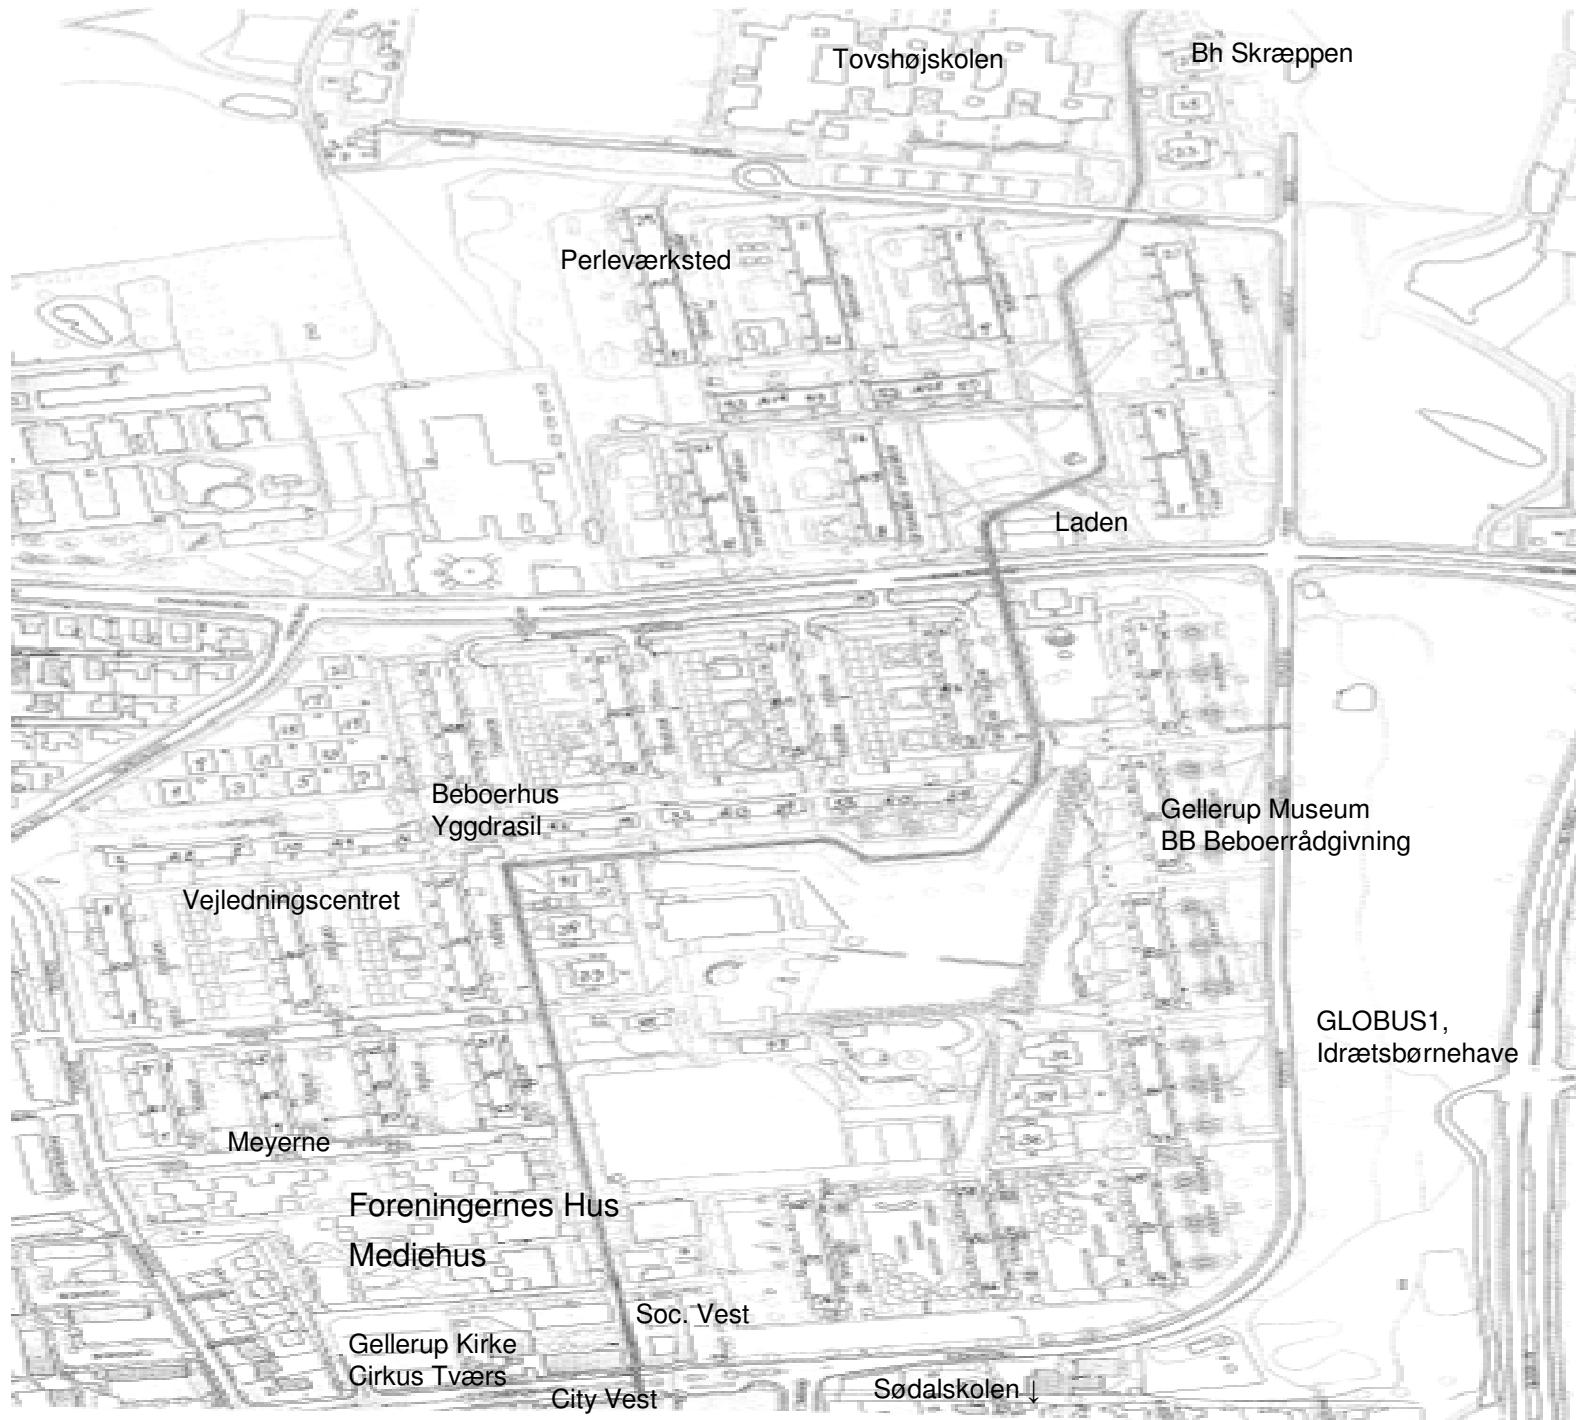 Tovshøjskolen
Bh Skræppen
Perleværksted
Laden
Beboerhus
Yggdrasil
Gellerup Museum
BB Beboerrådgivning
Vejledningscentret
GLOBUS1,
Idrætsbørnehave
Meyerne
Foreningernes Hus
Mediehus
Soc. Vest
Gellerup Kirke
Cirkus Tværs
City Vest
Sødalskolen ↓